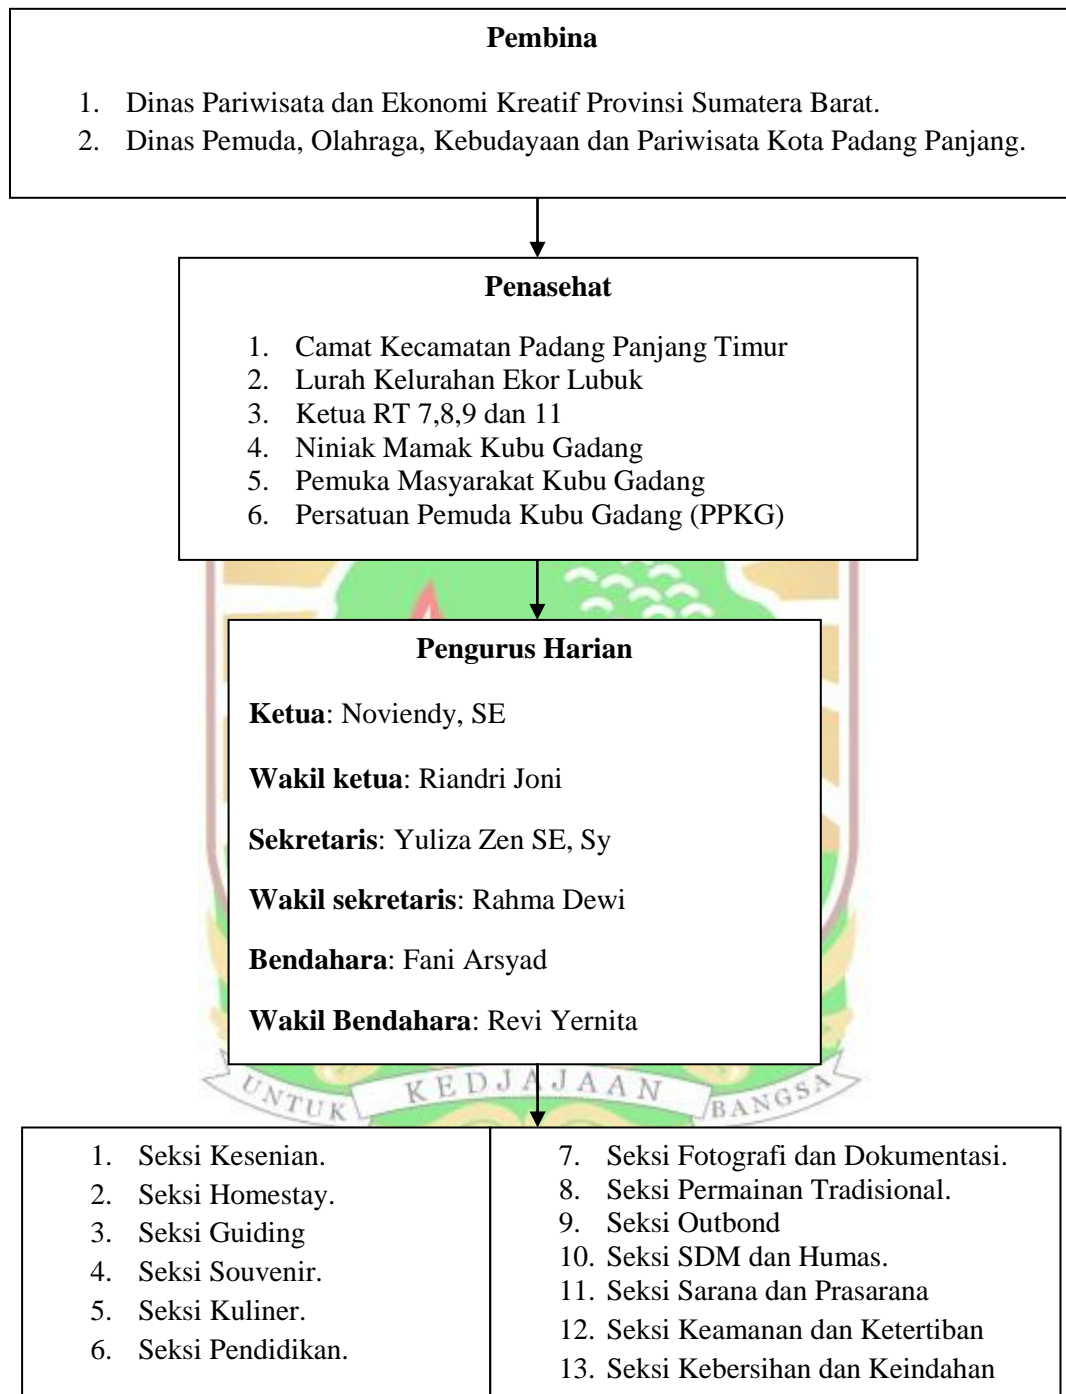 Pembina
1. Dinas Pariwisata dan Ekonomi Kreatif Provinsi Sumatera Barat.
2. Dinas Pemuda, Olahraga, Kebudayaan dan Pariwisata Kota Padang Panjang.
Penasehat
1. Camat Kecamatan Padang Panjang Timur
2. Lurah Kelurahan Ekor Lubuk
3. Ketua RT 7,8,9 dan 11
4. Niniak Mamak Kubu Gadang
5. Pemuka Masyarakat Kubu Gadang
6. Persatuan Pemuda Kubu Gadang (PPKG)
Pengurus Harian
Ketua: Noviendy, SE
Wakil ketua: Riandri Joni
Sekretaris: Yuliza Zen SE, Sy
Wakil sekretaris: Rahma Dewi
Bendahara: Fani Arsyad
Wakil Bendahara: Revi Yernita
UNTUK KEDJAJAAN BANGSA
1. Seksi Kesenian.
2. Seksi Homestay.
3. Seksi Guiding
4. Seksi Souvenir.
5. Seksi Kuliner.
6. Seksi Pendidikan.
7. Seksi Fotografi dan Dokumentasi.
8. Seksi Permainan Tradisional.
9. Seksi Outbond
10. Seksi SDM dan Humas.
11. Seksi Sarana dan Prasarana
12. Seksi Keamanan dan Ketertiban
13. Seksi Kebersihan dan Keindahan